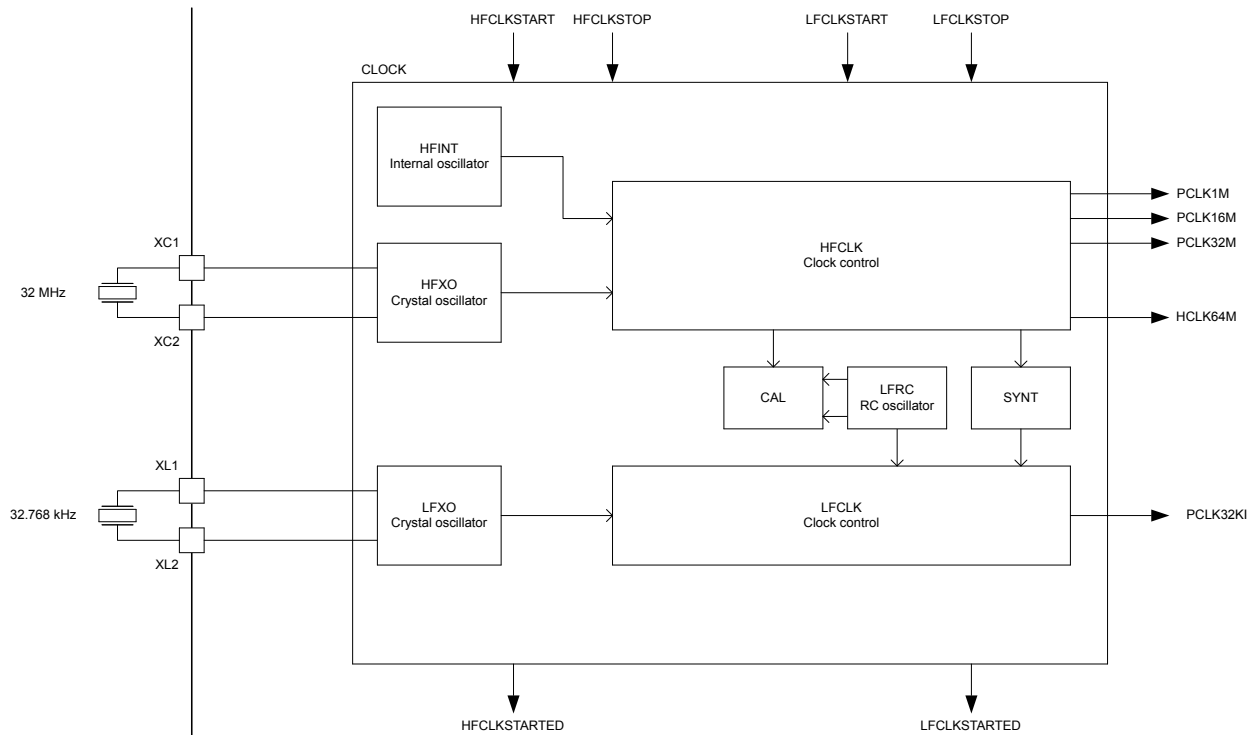 HFCLKSTART
HFCLKSTOP
LFCLKSTART
LFCLKSTOP
CLOCK
HFINT
Internal oscillator
HFCLK
Clock control
PCLK1M
PCLK16M
PCLK32M
XC1
HFXO
Crystal oscillator
32 MHz
XC2
HCLK64M
CAL
LFRC
RC oscillator
SYNT
XL1
LFXO
Crystal oscillator
LFCLK
Clock control
32.768 kHz
PCLK32KI
XL2
HFCLKSTARTED
LFCLKSTARTED